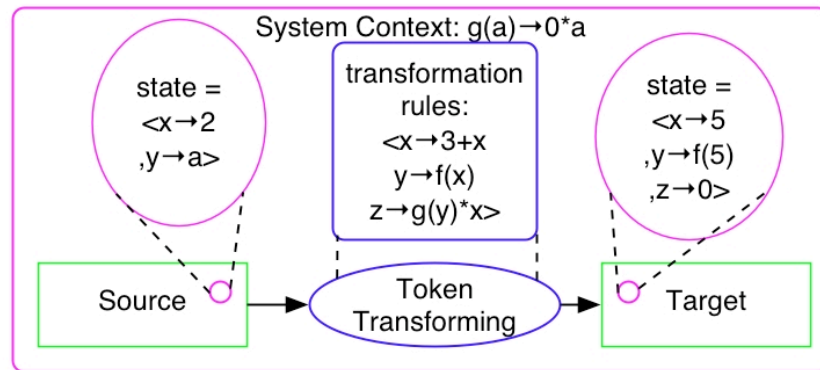 System Context: g(a)→0*a
state =
<x→2
,y→a>
transformation
rules:
<x→3+x
y→f(x)
z→g(y)*x>
state =
<x→5
,y→f(5)
,z→0>
Source
Token
Transforming
Target